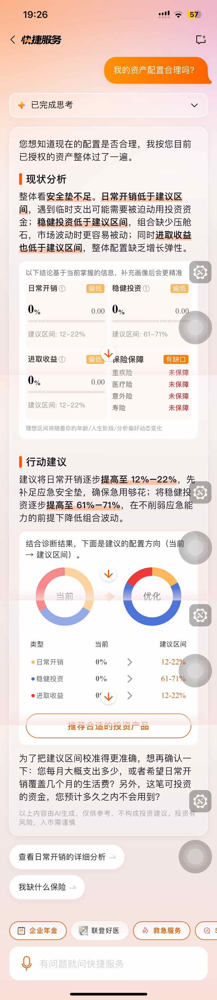 19:26
57
快捷服务
我的资产配置合理吗?
已完成思考
您想知道现在的配置是否合理，我按您目前
已授权的资产整体过了一遍。
现状分析
整体看安全垫不足。日常开销低于建议区
间，遇到临时支出可能需要被迫动用投资资
金；稳健投资低于建议区间，组合缺少压舱
石，市场波动时更容易被动；同时进取收益
也低于建议区间，整体配置缺乏增长弹性。
以下结论基于当前掌握的信息，补充画像后会更精准
日常开销 偏低
0% 0.00
建议区间: 12–22%
稳健投资 偏低
0% 0.00
建议区间: 61–71%
进取收益 偏低
0% 0.00
建议区间: 12–22%
保险保障 有缺口
重疾险 未保障
医疗险 未保障
意外险 未保障
寿险 未保障
理想区间将随着你的年龄/人生阶段/分析偏好动态变化
行动建议
建议将日常开销逐步提高至 12%—22%，先
补足应急安全垫，确保急用够花；将稳健投
资逐步提高至 61%—71%，在不削弱应急能
力的前提下降低组合波动。
结合诊断结果，下面是建议的配置方向（当前
→ 建议区间）。
当前
优化
类型 当前 建议区间
日常开销 0% 12-22%
稳健投资 0% 61-71%
进取收益 0 12-22%
推荐合适的投资产品
为了把建议区间校准得更准确，想再确认一
下：您每月大概支出多少，或者希望日常开
销覆盖几个月的生活费？另外，这笔可投资
的资金，您预计多久之内不会用到？
以上内容由AI生成，仅供参考，不构成投资建议。投资有
风险，入市需谨慎
查看日常开销的详细分析
我缺什么保险
企业年金
联登好医
救急服务
有问题就问快捷服务